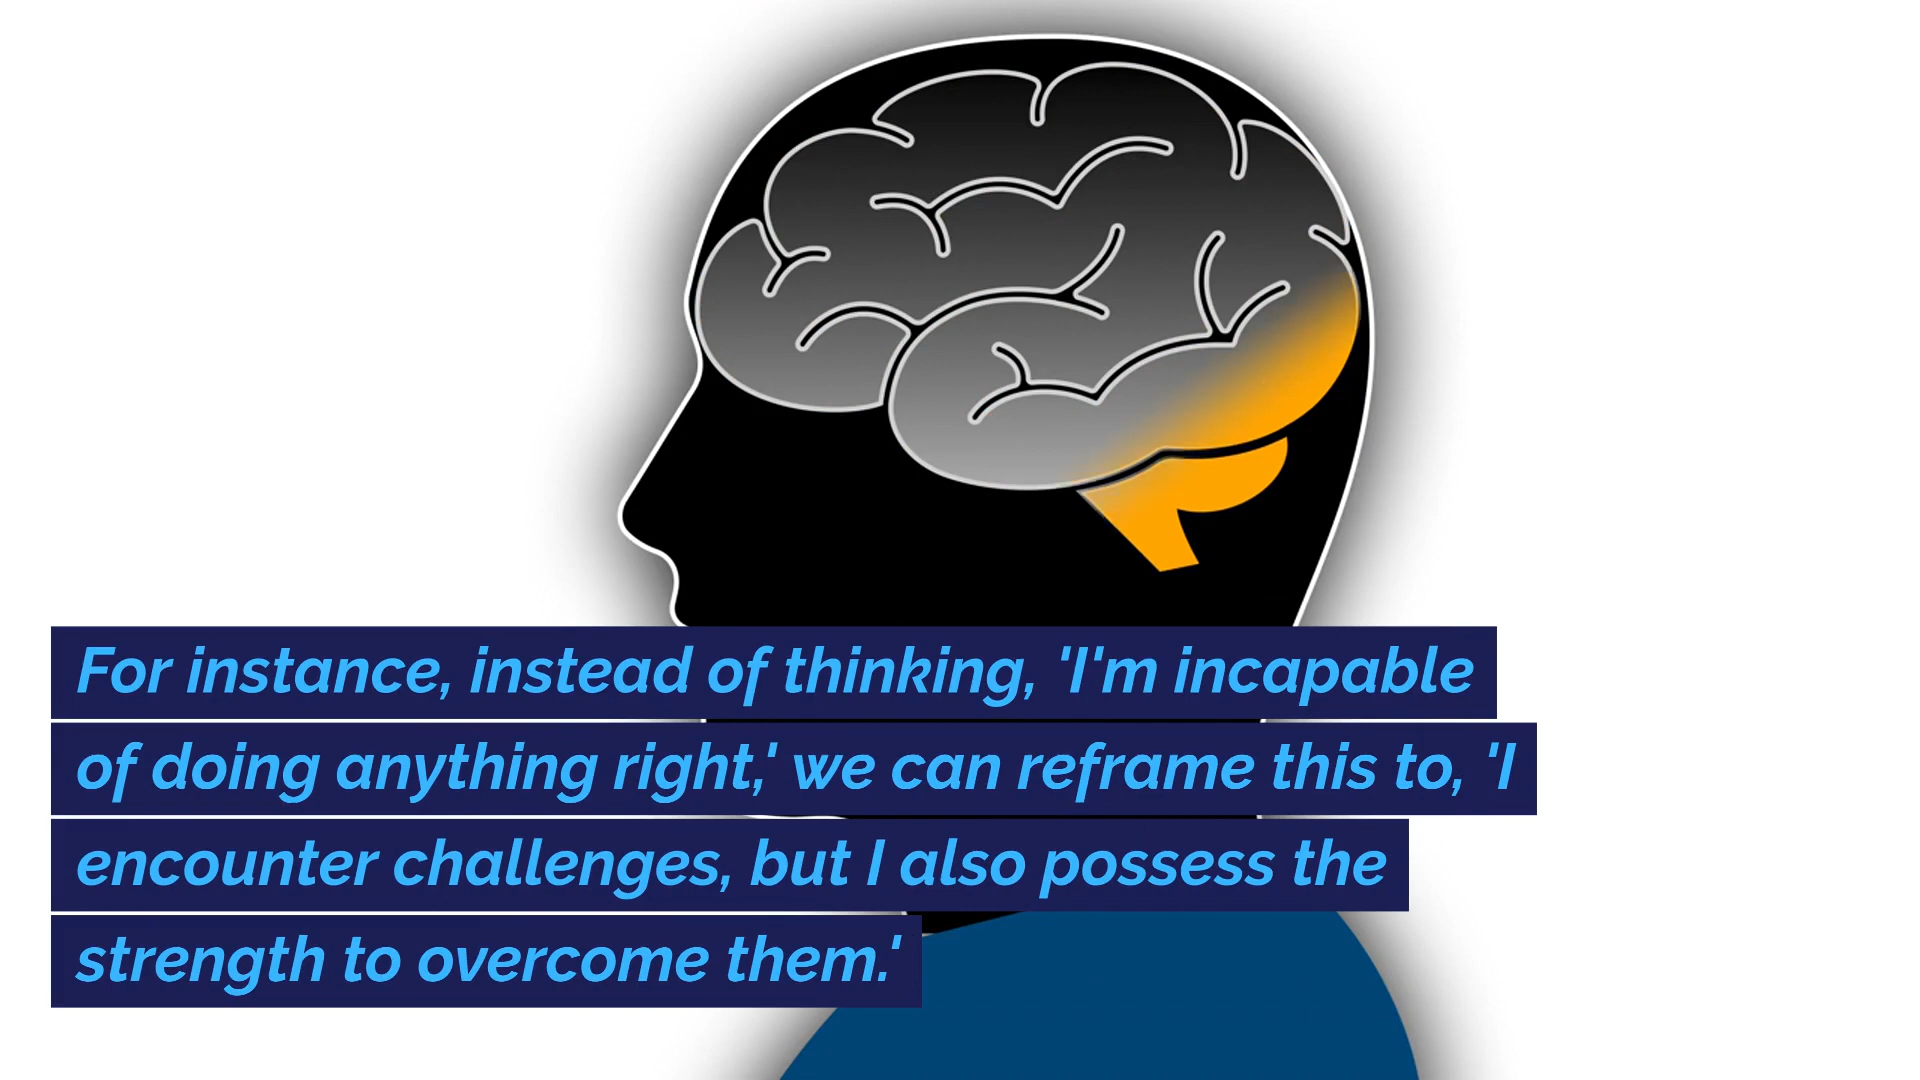 For instance, instead of thinking, 'I'm incapable
of doing anything right,' we can reframe this to, 'I
encounter challenges, but I also possess the
strength to overcome them.'